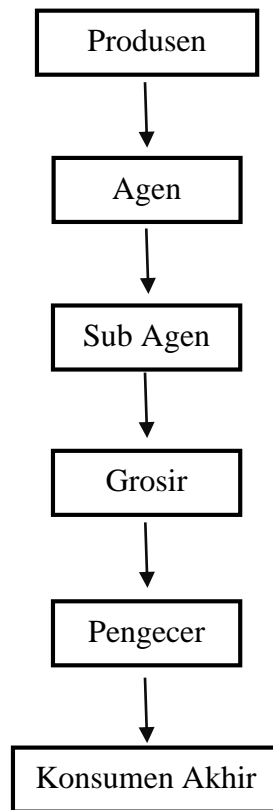 Produsen
Agen
Sub Agen
Grosir
Pengecer
Konsumen Akhir